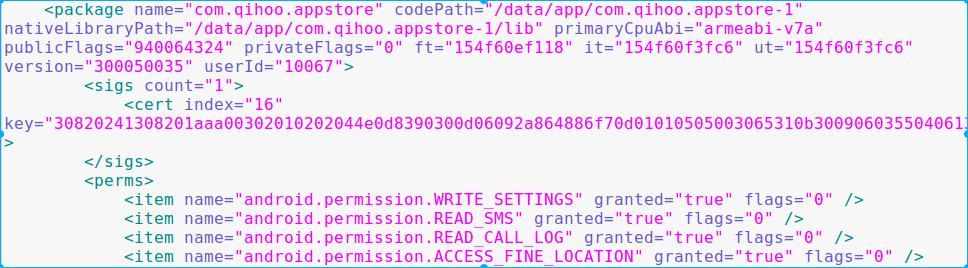 <package name="com.qihoo.appstore" codePath="/data/app/com.qihoo.appstore-1"
nativeLibraryPath="/data/app/com.qihoo.appstore-1/lib" primaryCpuAbi="armeabi-v7a"
publicFlags="940064324" privateFlags="0" ft="154f60ef118" it="154f60f3fc6" ut="154f60f3fc6"
version="300050035" userId="10067">
<sigs count="1">
<cert index="16"
key="30820241308201aaa00302010202044e0d8390300d06092a864886f70d01010505003065310b3009060355040613
>
</sigs>
<perms>
<item name="android.permission.WRITE_SETTINGS" granted="true" flags="0" />
<item name="android.permission.READ_SMS" granted="true" flags="0" />
<item name="android.permission.READ_CALL_LOG" granted="true" flags="0" />
<item name="android.permission.ACCESS_FINE_LOCATION" granted="true" flags="0" />